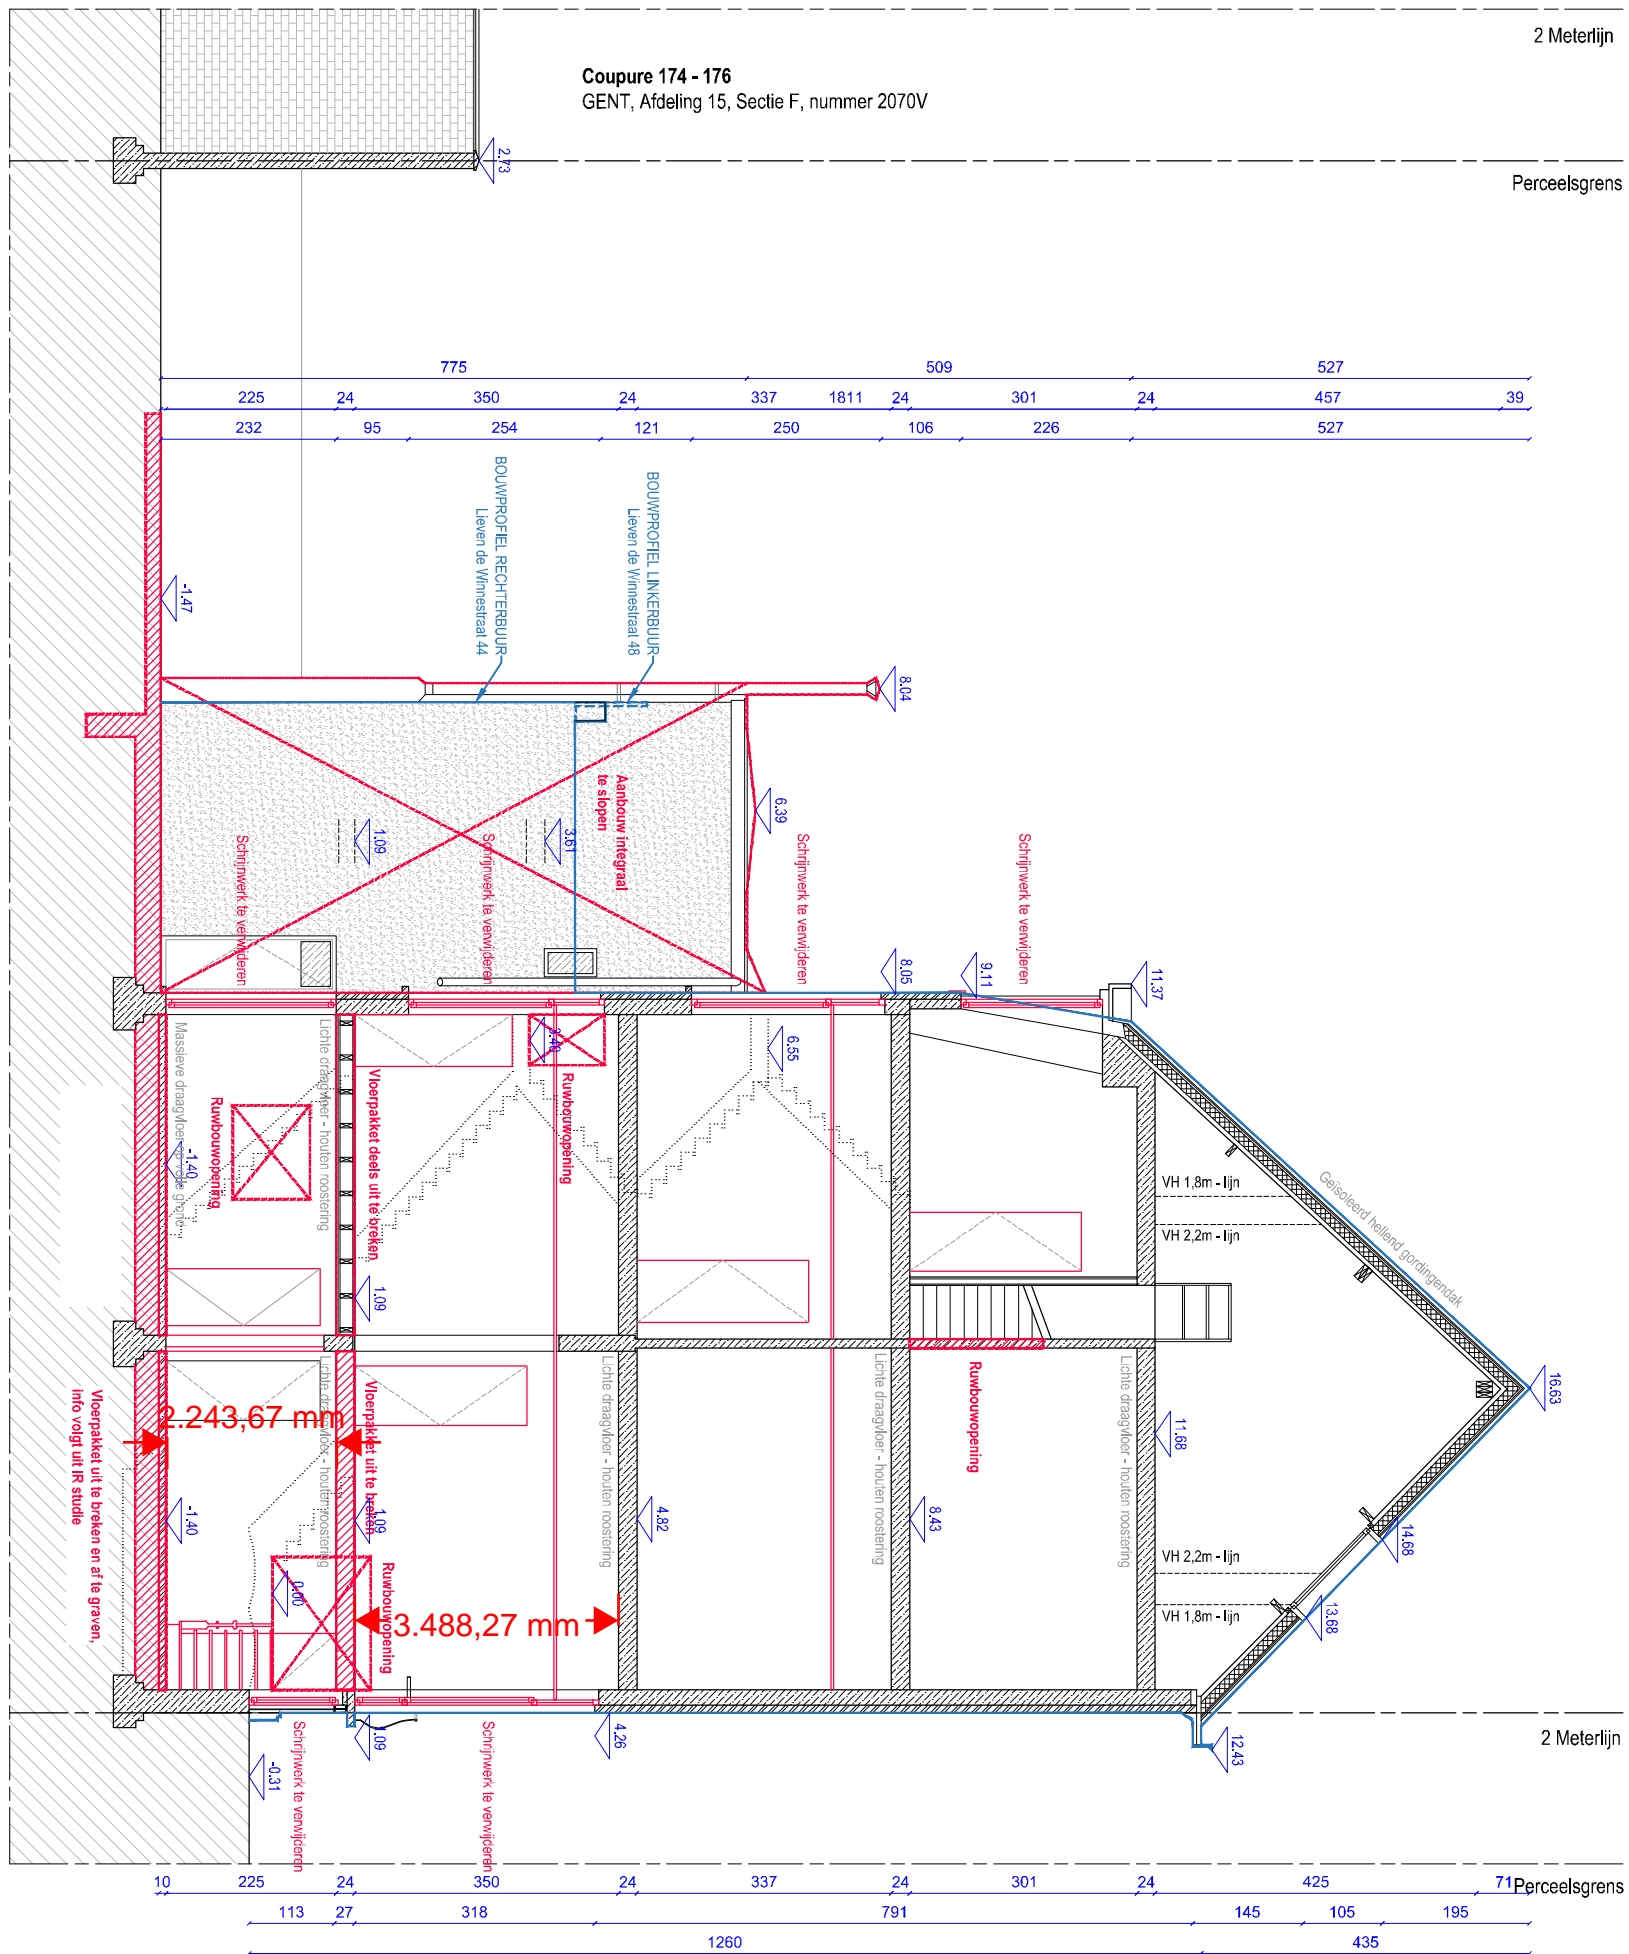 2 Meterlijn
Coupure 174 - 176
GENT, Afdeling 15, Sectie F, nummer 2070V
2.73
Perceelsgrens
775
509
527
225
24
350
24
337
1811
24
301
24
457
39
232
95
254
121
250
106
226
527
BOUWPROFIEL RECHTERBUUR
Lieven de Winnestraat 44
BOUWPROFIEL LINKERBUUR
Lieven de Winnestraat 48
-1.47
8.04
Aanbouw integraal
te slopen
6.39
1.09
3.61
Schrijnwerk te verwijderen
Schrijnwerk te verwijderen
Schrijnwerk te verwijderen
Schrijnwerk te verwijderen
8.05
9.11
11.37
Massieve draagvloer op volle grond
Lichte draagvloer - houten roostering
3.40
6.55
Vloerpakket deels uit te breken
Ruwbouwopening
Ruwbouwopening
-1.40
VH 1,8m - lijn
VH 2,2m - lijn
Geïsoleerd hellend gordingendak
1.09
Lichte draagvloer - houten roostering
Lichte draagvloer - houten roostering
Lichte draagvloer - houten roostering
Lichte draagvloer - houten roostering
Ruwbouwopening
16.63
Vloerpakket uit te breken en af te graven,
info volgt uit IR studie
2.243,67 mm
Vloerpakket uit te breken
11.68
-1.40
1.09
4.82
8.43
14.68
VH 2,2m - lijn
0.00
Ruwbouwopening
3.488,27 mm
VH 1,8m - lijn
13.68
1.09
4.26
12.43
2 Meterlijn
-0.31
Schrijnwerk te verwijderen
Schrijnwerk te verwijderen
10
225
24
350
24
337
24
301
24
425
71
Perceelsgrens
113
27
318
791
145
105
195
1260
435